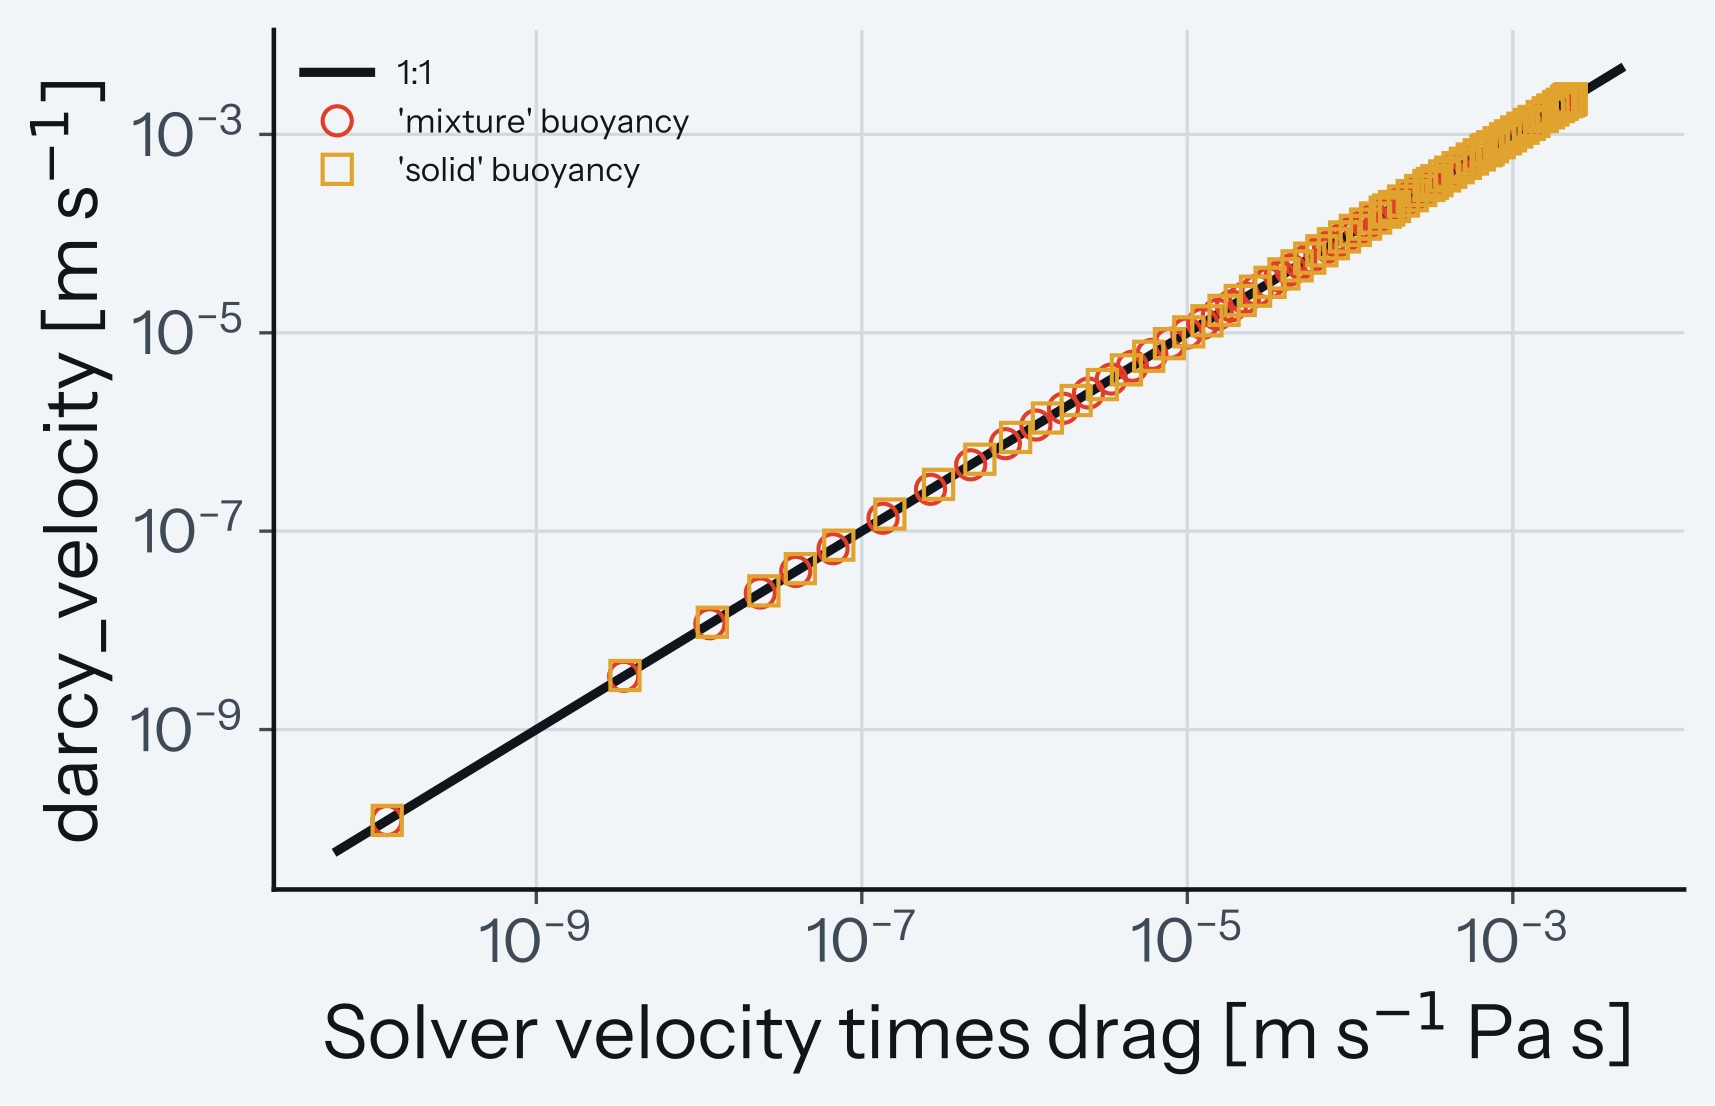 1:1
'mixture' buoyancy
'solid' buoyancy
darcy_velocity [m s⁻¹]
10⁻³
10⁻⁵
10⁻⁷
10⁻⁹
10⁻⁹ 10⁻⁷ 10⁻⁵ 10⁻³
Solver velocity times drag [m s⁻¹ Pa s]